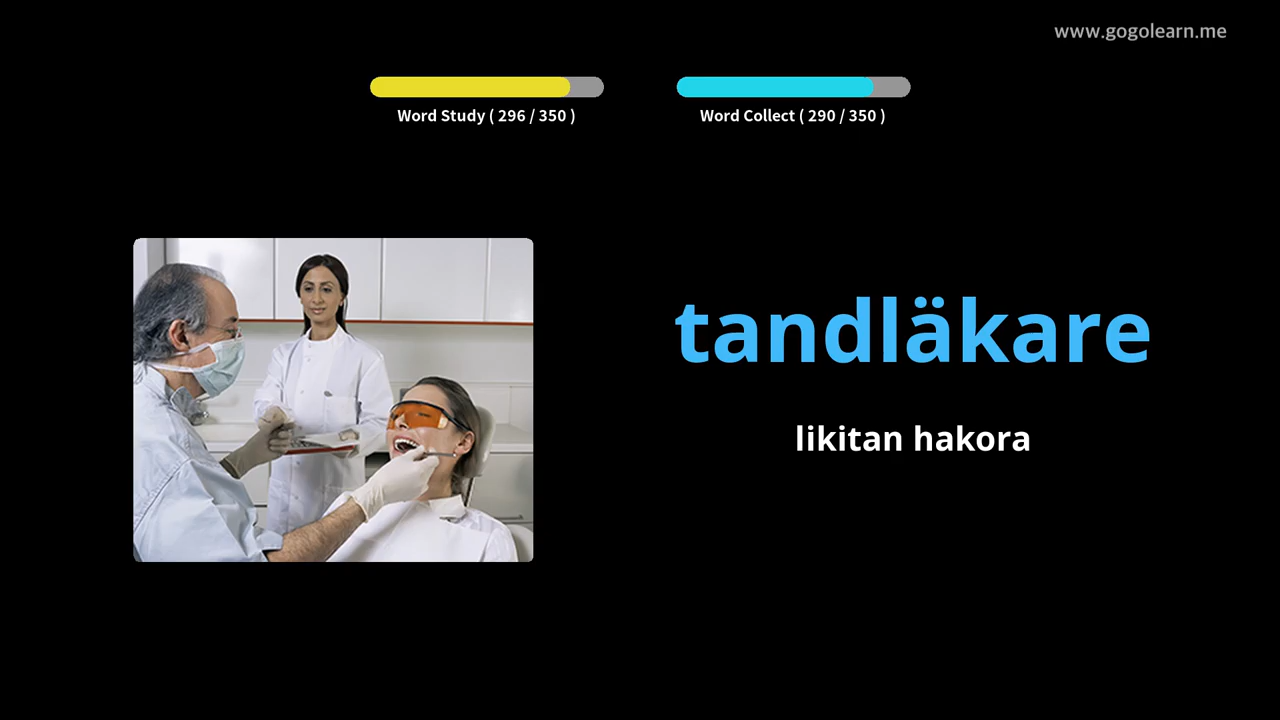 www.gogolearn.me
Word Study ( 296 / 350 )
Word Collect ( 290 / 350 )
tandläkare
likitan hakora